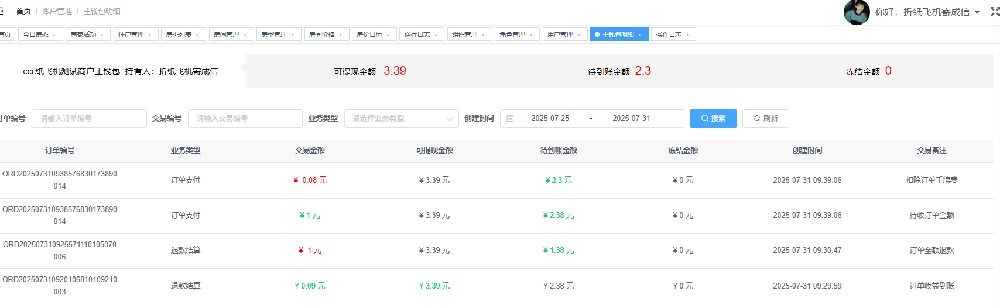 首页 / 账户管理 / 主钱包明细
你好，折纸飞机寄成信
首页 今日房态 × 商家活动 × 住户管理 × 房态列表 × 房间管理 × 房型管理 × 房间价格 × 房价日历 × 通行日志 × 组织管理 × 角色管理 × 用户管理 × 主钱包明细 × 操作日志 ×
ccc纸飞机测试商户主钱包 持有人：折纸飞机寄成信 可提现金额 3.39 待到账金额 2.3 冻结金额 0
订单编号 请输入订单编号 交易编号 请输入交易编号 业务类型 请选择业务类型 创建时间 2025-07-25 - 2025-07-31 搜索 刷新
订单编号 业务类型 交易金额 可提现金额 待到账金额 冻结金额 创建时间 交易备注
ORD202507310938576830173890
014 订单支付 ¥ -0.08 元 ¥ 3.39 元 ¥ 2.3 元 ¥ 0 元 2025-07-31 09:39:06 扣除订单手续费
ORD202507310938576830173890
014 订单支付 ¥ 1 元 ¥ 3.39 元 ¥ 2.38 元 ¥ 0 元 2025-07-31 09:39:06 待收订单金额
ORD202507310925571110105070
006 退款结算 ¥ -1 元 ¥ 3.39 元 ¥ 1.38 元 ¥ 0 元 2025-07-31 09:30:47 订单全额退款
ORD202507310920106810109210
003 退款结算 ¥ 0.09 元 ¥ 3.39 元 ¥ 2.38 元 ¥ 0 元 2025-07-31 09:29:59 订单收益到账